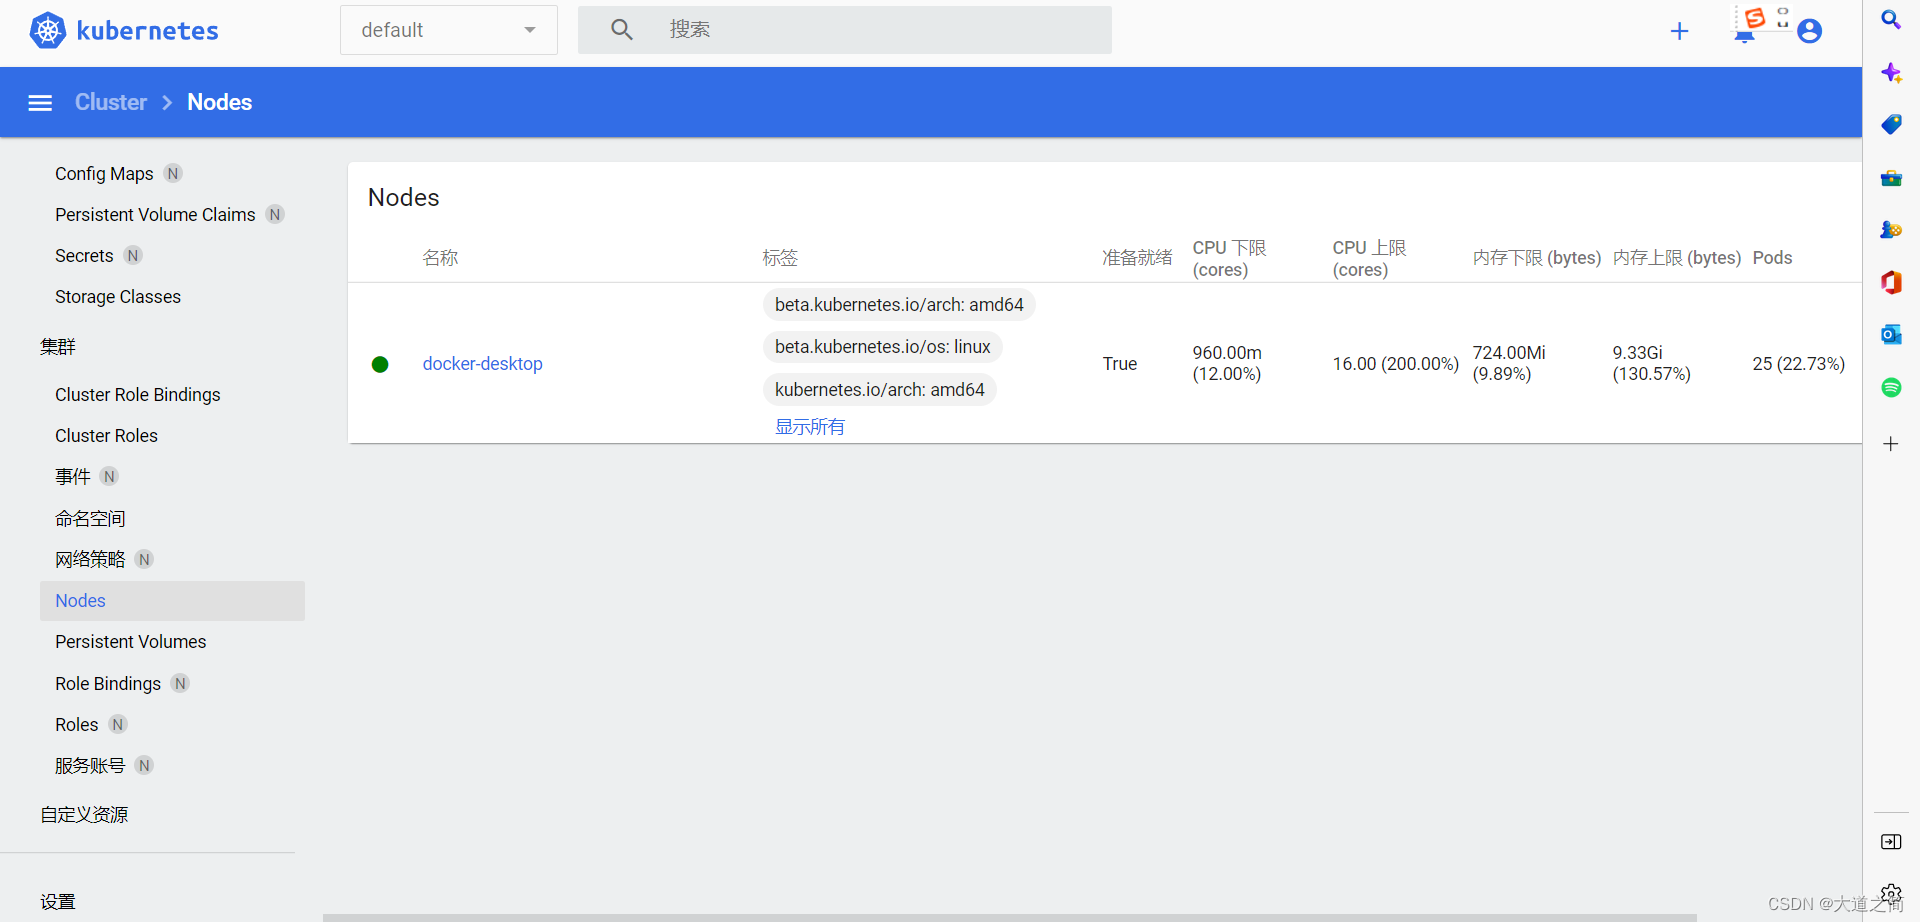 kubernetes
default
搜索
Cluster > Nodes
Config Maps N
Persistent Volume Claims N
Secrets N
Storage Classes
集群
Cluster Role Bindings
Cluster Roles
事件 N
命名空间
网络策略 N
Nodes
Persistent Volumes
Role Bindings N
Roles N
服务账号 N
自定义资源
设置
Nodes
名称 标签 准备就绪 CPU 下限 (cores) CPU 上限 (cores) 内存下限 (bytes) 内存上限 (bytes) Pods
docker-desktop
beta.kubernetes.io/arch: amd64
beta.kubernetes.io/os: linux
kubernetes.io/arch: amd64
显示所有
True
960.00m
(12.00%)
16.00 (200.00%)
724.00Mi
(9.89%)
9.33Gi
(130.57%)
25 (22.73%)
CSDN @大道之简